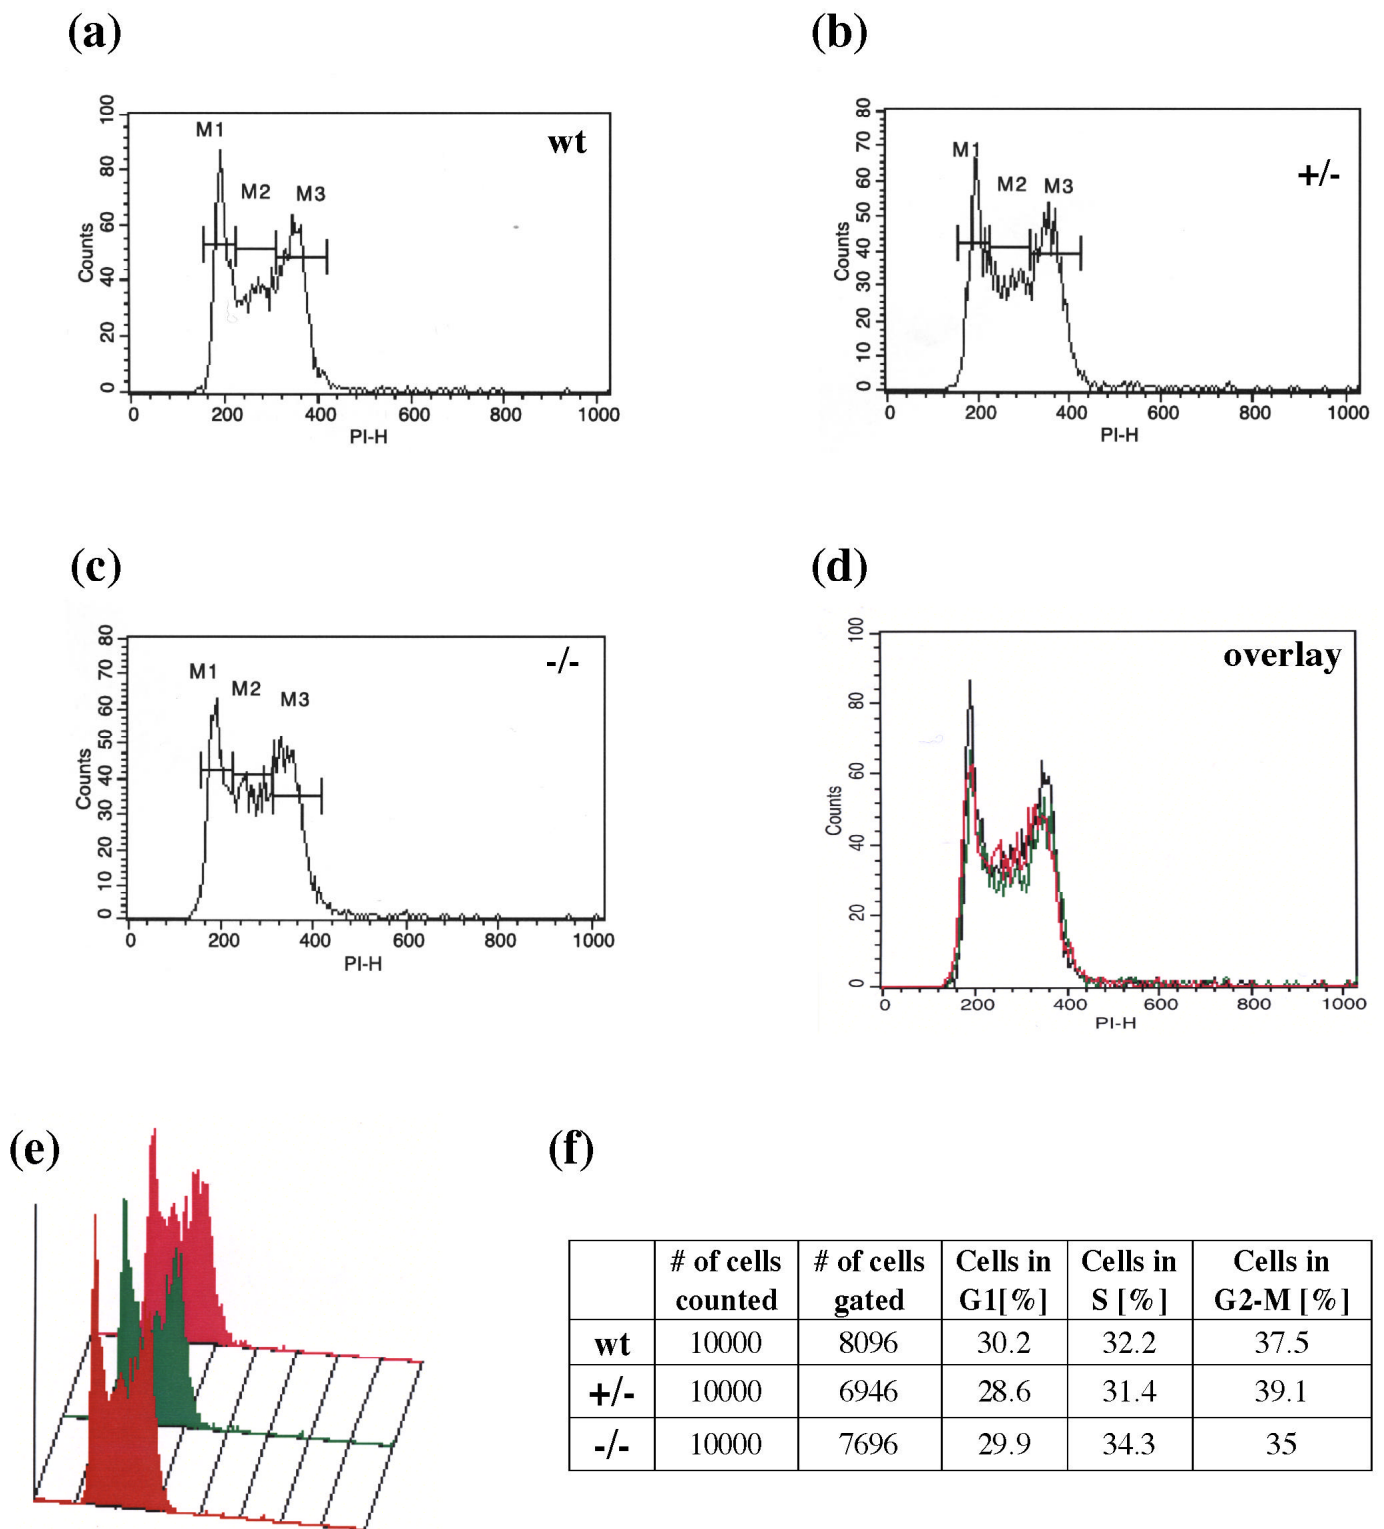 (a)
wt
M1
M2
M3
100
80
60
40
20
0
Counts
0 200 400 600 800 1000
PI-H
(b)
+/-
M1
M2
M3
80
70
60
50
40
30
20
10
0
Counts
0 200 400 600 800 1000
PI-H
(c)
-/-
M1
M2
M3
80
70
60
50
40
30
20
10
0
Counts
0 200 400 600 800 1000
PI-H
(d)
overlay
100
80
60
40
20
0
Counts
0 200 400 600 800 1000
PI-H
(e)
(f)
# of cells counted # of cells gated Cells in G1[%] Cells in S [%] Cells in G2-M [%]
wt 10000 8096 30.2 32.2 37.5
+/- 10000 6946 28.6 31.4 39.1
-/- 10000 7696 29.9 34.3 35